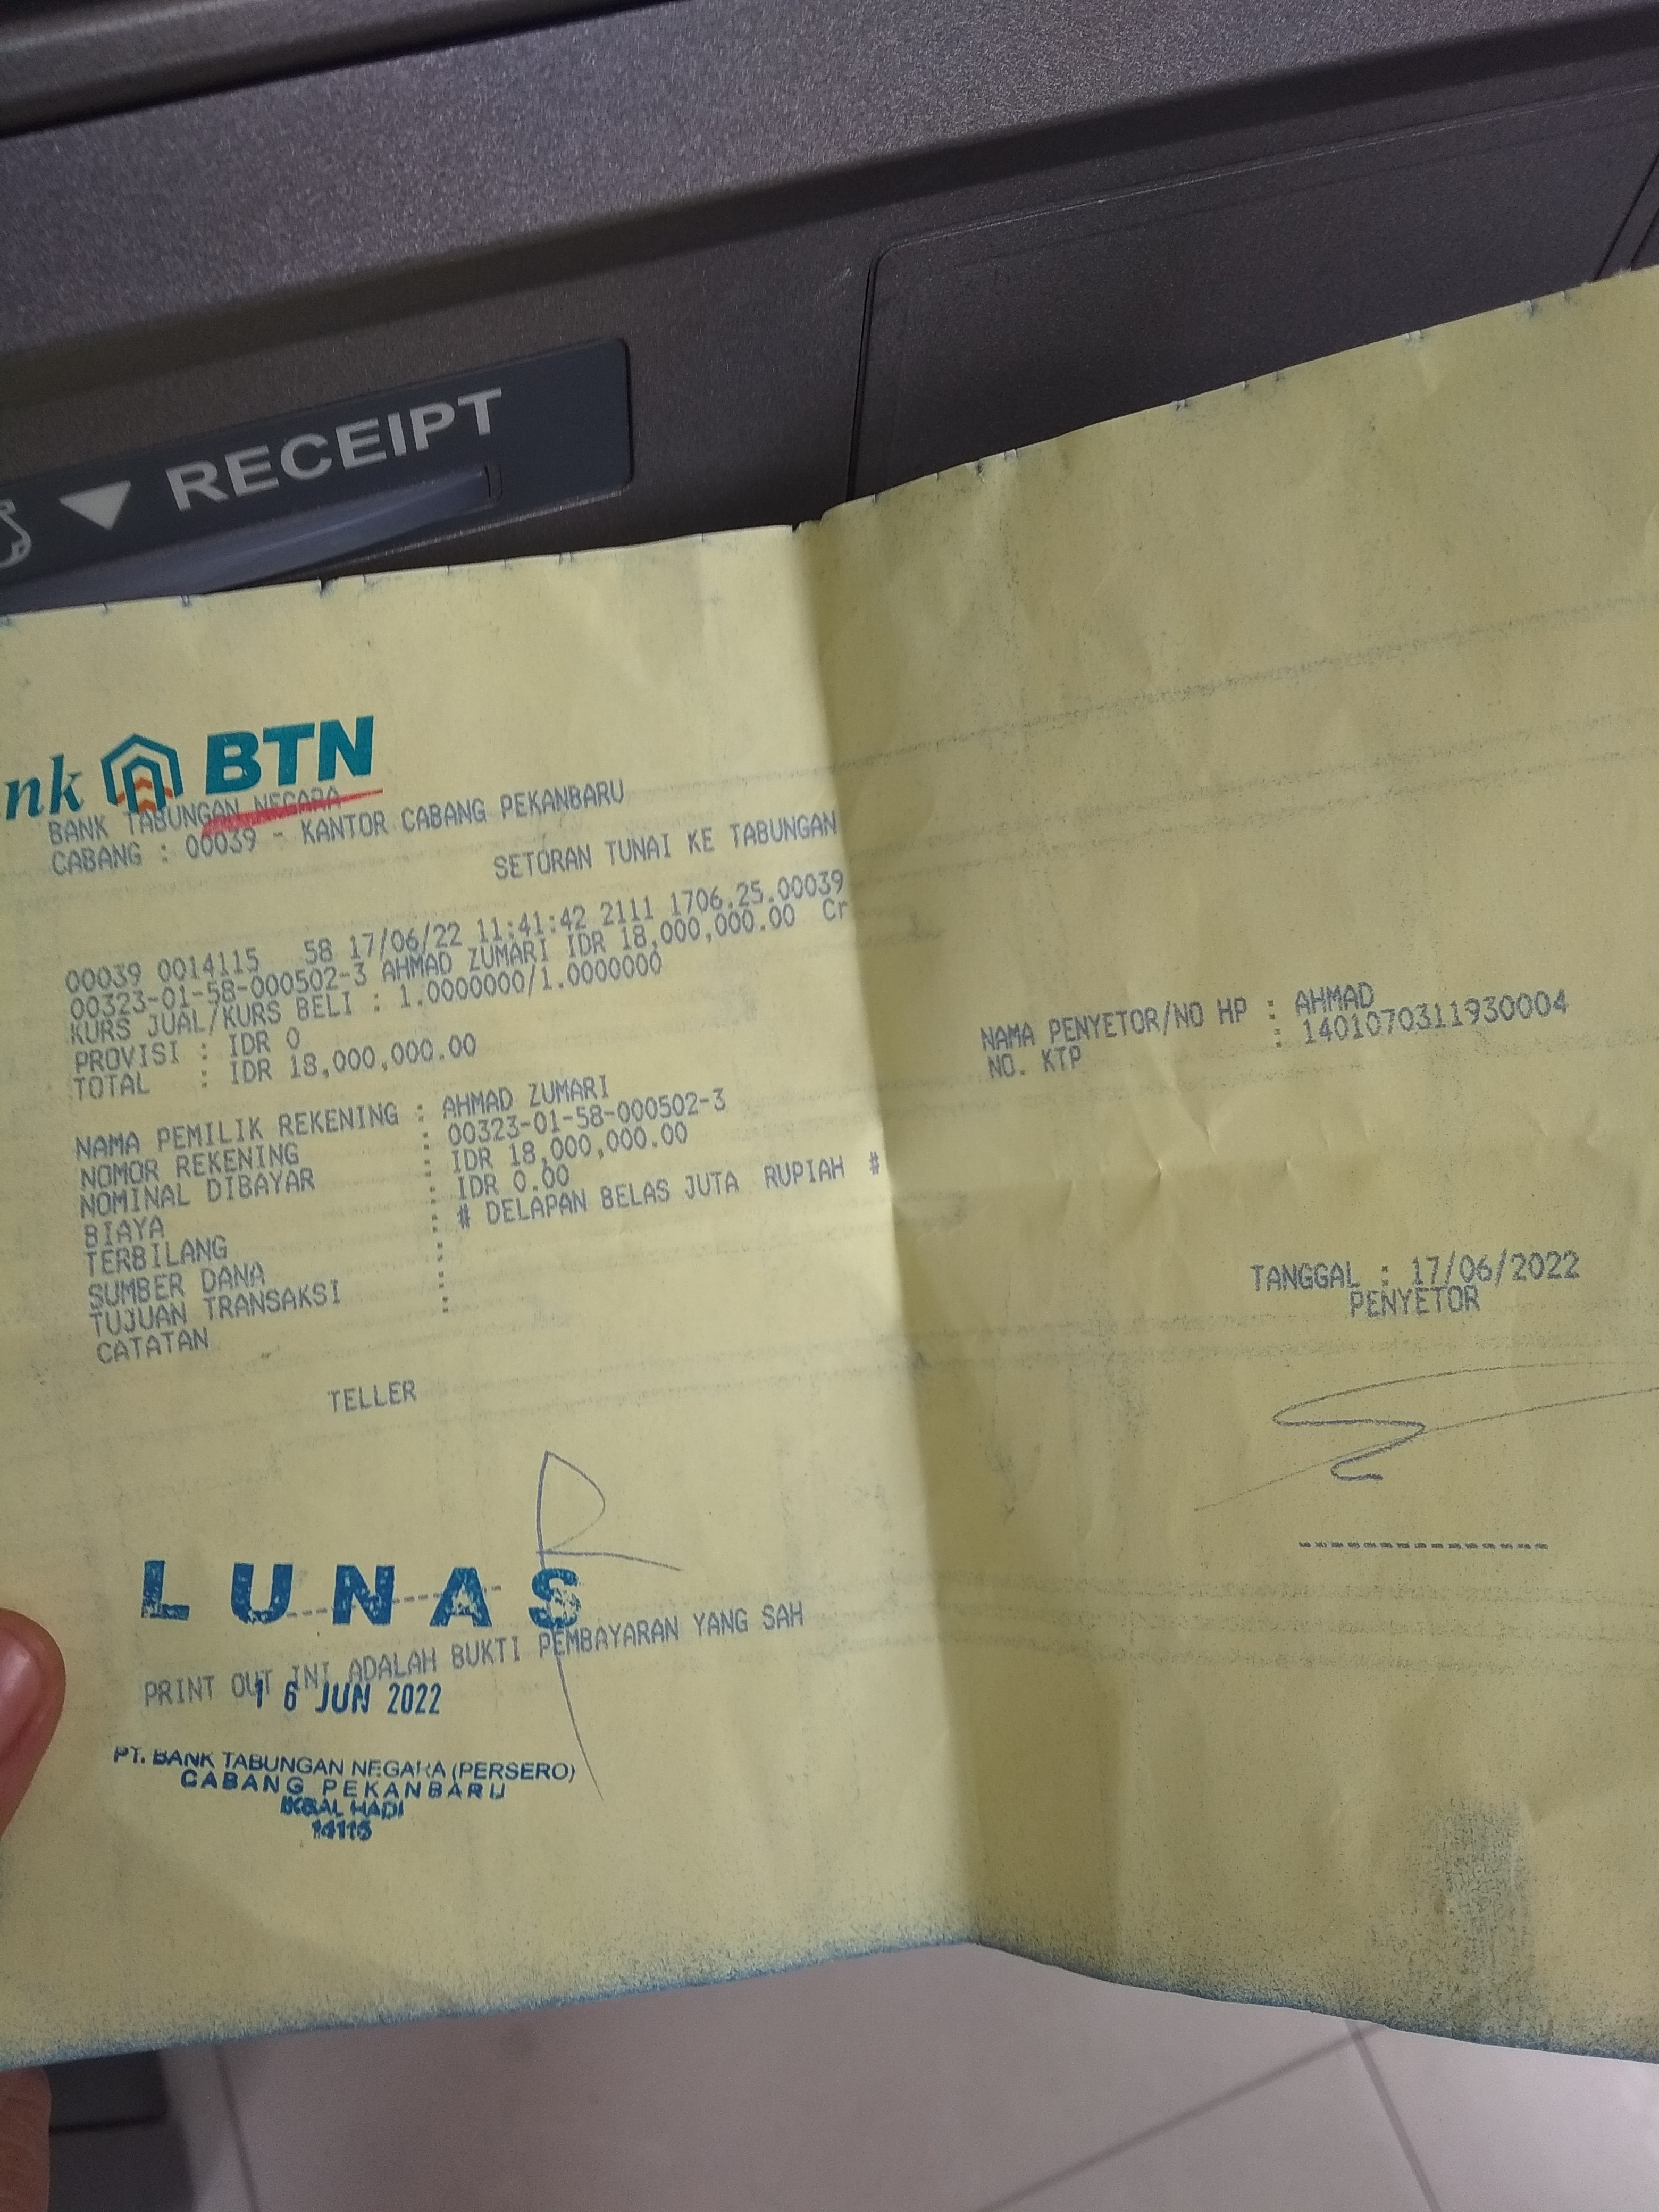 RECEIPT
nk BTN
BANK TABUNGAN NEGARA
CABANG : 00039 - KANTOR CABANG PEKANBARU
SETORAN TUNAI KE TABUNGAN
00039 0014115 58 17/06/22 11:41:42 2111 1706.25.00039
00323-01-58-000502-3 AHMAD ZUMARI IDR 18,000,000.00 Cr
KURS JUAL/KURS BELI : 1.0000000/1.0000000
PROVISI : IDR 0
TOTAL : IDR 18,000,000.00
NAMA PEMILIK REKENING : AHMAD ZUMARI
NOMOR REKENING : 00323-01-58-000502-3
NOMINAL DIBAYAR : IDR 18,000,000.00
BIAYA : IDR 0.00
TERBILANG : # DELAPAN BELAS JUTA RUPIAH #
SUMBER DANA :
TUJUAN TRANSAKSI :
CATATAN :
NAMA PENYETOR/NO HP : AHMAD
NO. KTP : 1401070311930004
TANGGAL : 17/06/2022
PENYETOR
TELLER
LUNAS
PRINT OUT INI ADALAH BUKTI PEMBAYARAN YANG SAH
16 JUN 2022
PT. BANK TABUNGAN NEGARA (PERSERO)
CABANG PEKANBARU
IKBAL HADI
14115